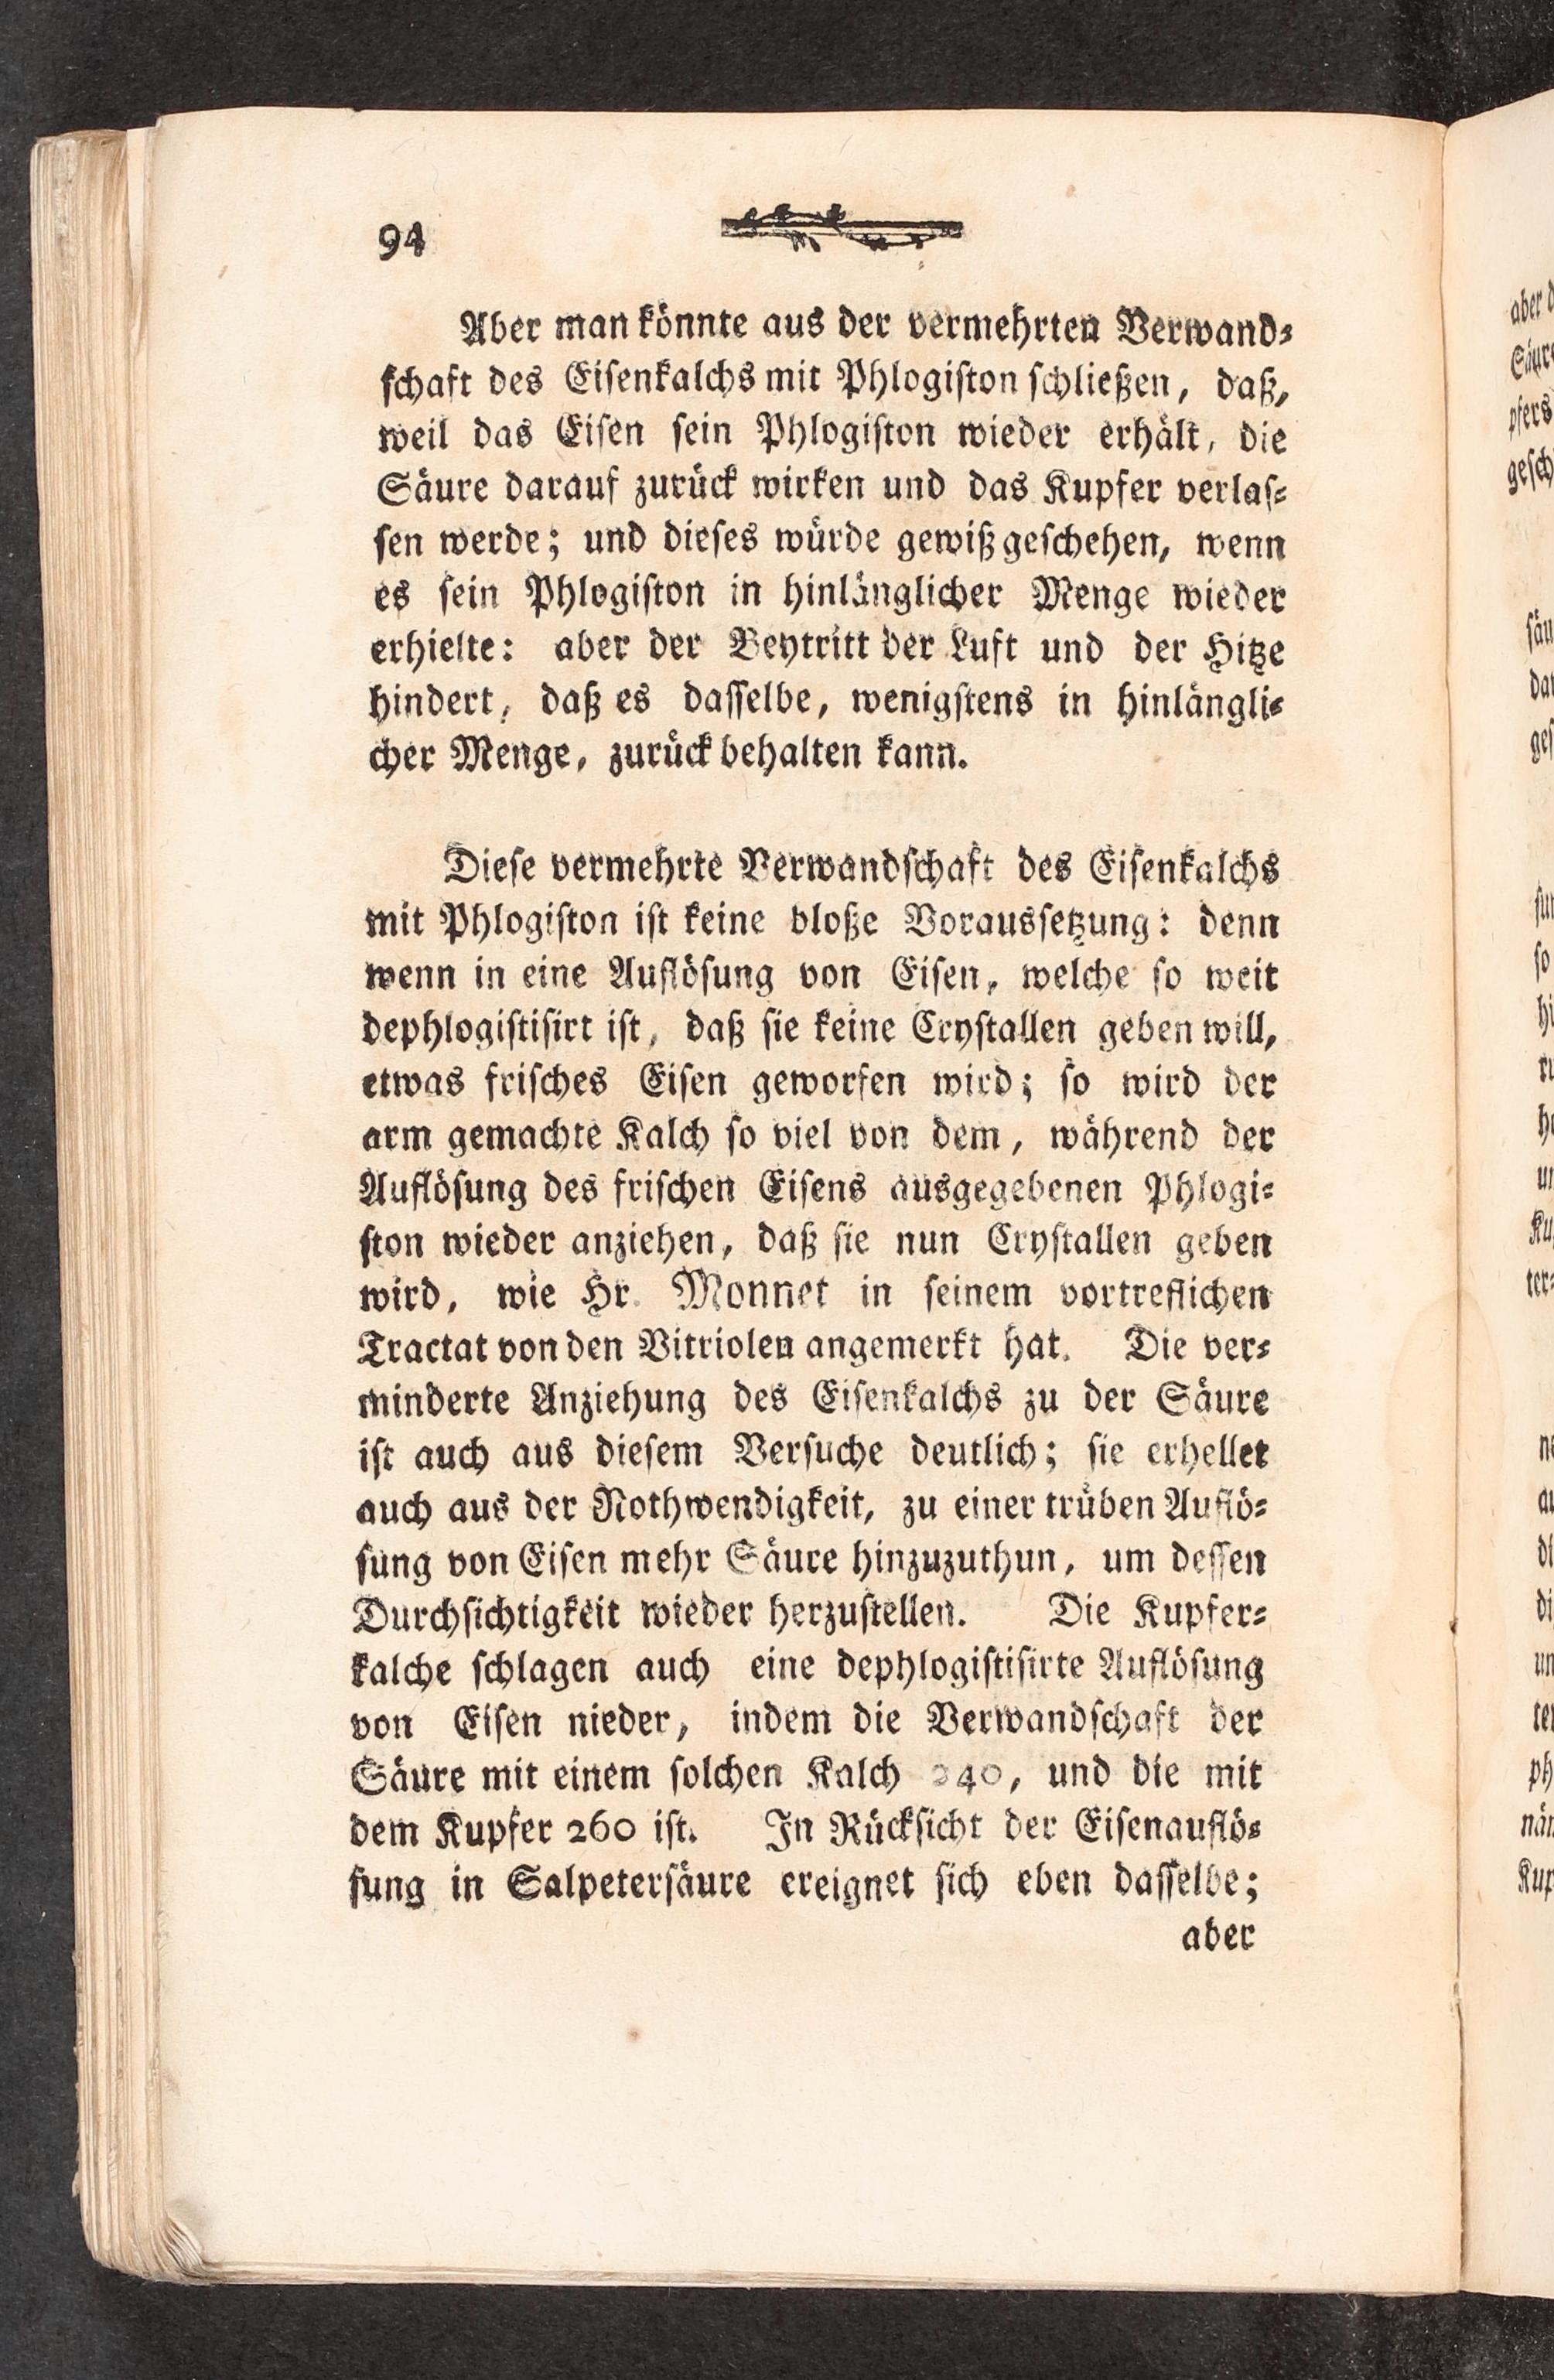 94
Aber man könnte aus der vermehrten Verwand⸗
ſchaft des Eiſenkalchs mit Phlogiſton ſchließen, daß,
weil das Eiſen ſein Phlogiſton wieder erhält, die
Säure darauf zurück wirken und das Kupfer verlaſ⸗
ſen werde; und dieſes würde gewiß geſchehen, wenn
es ſein Phlogiſton in hinlänglicher Menge wieder
erhielte: aber der Beytritt der Luft und der Hitze
hindert, daß es daſſelbe, wenigſtens in hinlängli⸗
cher Menge, zurück behalten kann.
Dieſe vermehrte Verwandſchaft des Eiſenkalchs
mit Phlogiſton iſt keine bloße Vorausſetzung: denn
wenn in eine Auflöſung von Eiſen, welche ſo weit
dephlogiſtiſirt iſt, daß ſie keine Cryſtallen geben will,
etwas friſches Eiſen geworfen wird; ſo wird der
arm gemachte Kalch ſo viel von dem, während der
Auflöſung des friſchen Eiſens ausgegebenen Phlogi⸗
ſton wieder anziehen, daß ſie nun Cryſtallen geben
wird, wie Hr. Monnet in ſeinem vortreflichen
Tractat von den Vitriolen angemerkt hat. Die ver⸗
minderte Anziehung des Eiſenkalchs zu der Säure
iſt auch aus dieſem Verſuche deutlich; ſie erhellet
auch aus der Nothwendigkeit, zu einer trüben Auflö⸗
ſung von Eiſen mehr Säure hinzuzuthun, um deſſen
Durchſichtigkeit wieder herzuſtellen. Die Kupfer⸗
kalche ſchlagen auch eine dephlogiſtiſirte Auflöſung
von Eiſen nieder, indem die Verwandſchaft der
Säure mit einem ſolchen Kalch 240, und die mit
dem Kupfer 260 iſt. In Rückſicht der Eiſenauflö⸗
ſung in Salpeterſäure ereignet ſich eben daſſelbe;
aber